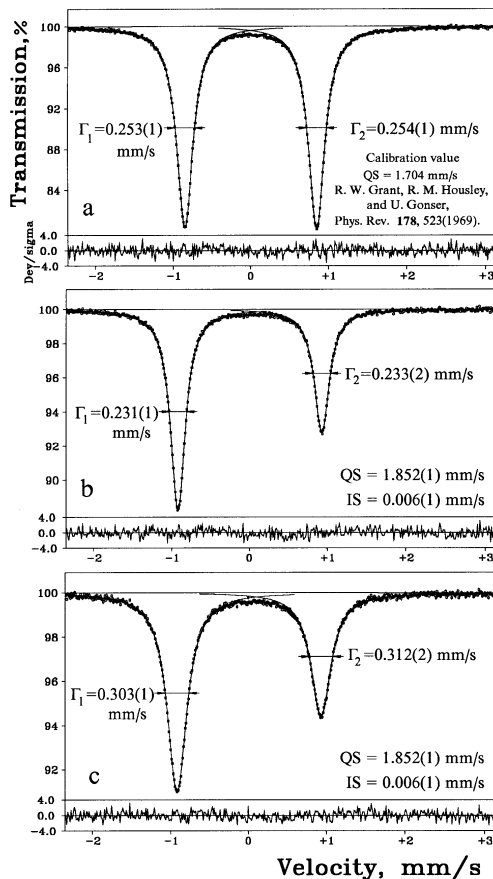 Transmission,%
Dev/sigma
100
96
92
88
84
Γ₁=0.253(1)
mm/s
Γ₂=0.254(1) mm/s
Calibration value
QS = 1.704 mm/s
R. W. Grant, R. M. Housley,
and U. Gonser,
Phys. Rev. 178, 523(1969).
a
4.0
0.0
-4.0
-2 -1 0 +1 +2 +3
100
98
96
94
92
90
Γ₂=0.233(2) mm/s
Γ₁=0.231(1)
mm/s
QS = 1.852(1) mm/s
IS = 0.006(1) mm/s
b
4.0
0.0
-4.0
-2 -1 0 +1 +2 +3
100
98
96
94
92
Γ₂=0.312(2) mm/s
Γ₁=0.303(1)
mm/s
QS = 1.852(1) mm/s
IS = 0.006(1) mm/s
c
4.0
0.0
-4.0
-2 -1 0 +1 +2 +3
Velocity, mm/s